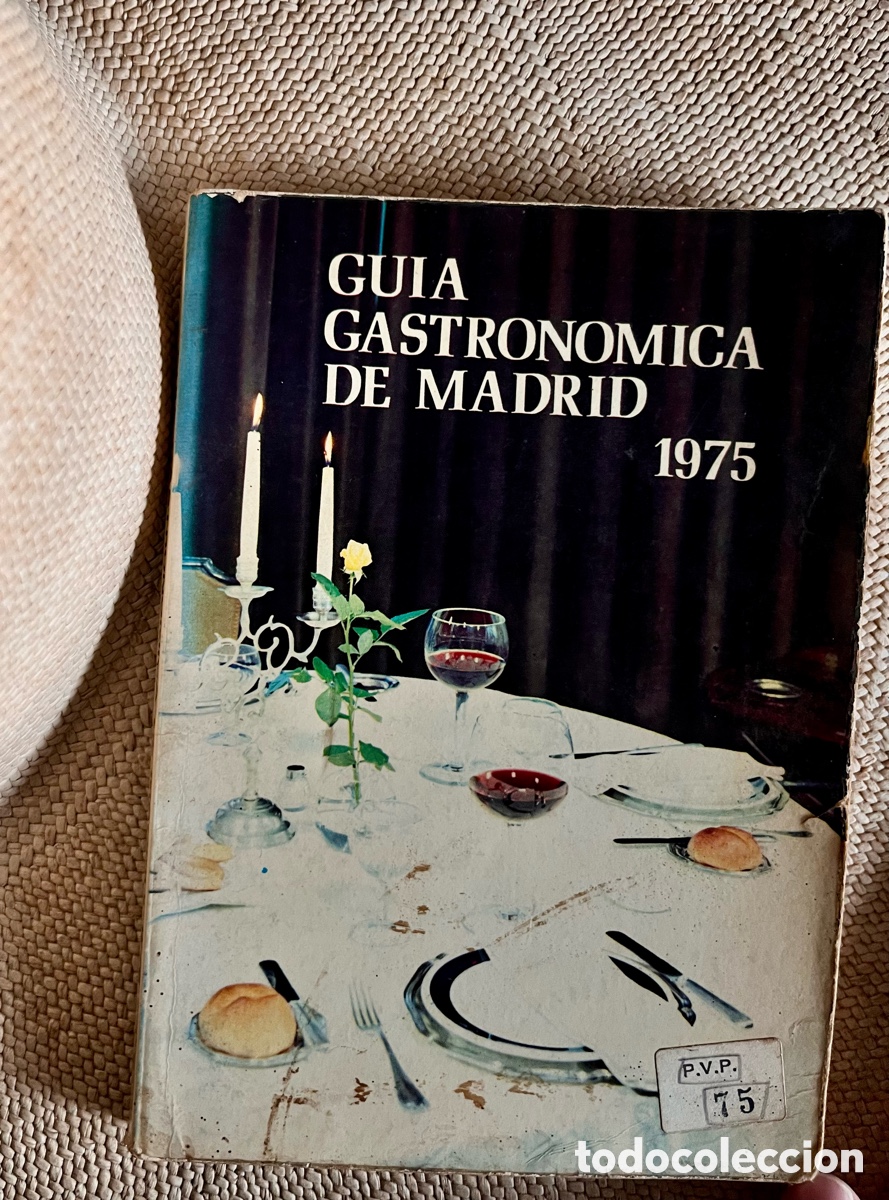 GUIA
GASTRONOMICA
DE MADRID
1975
P.V.P.
75
todocoleccion